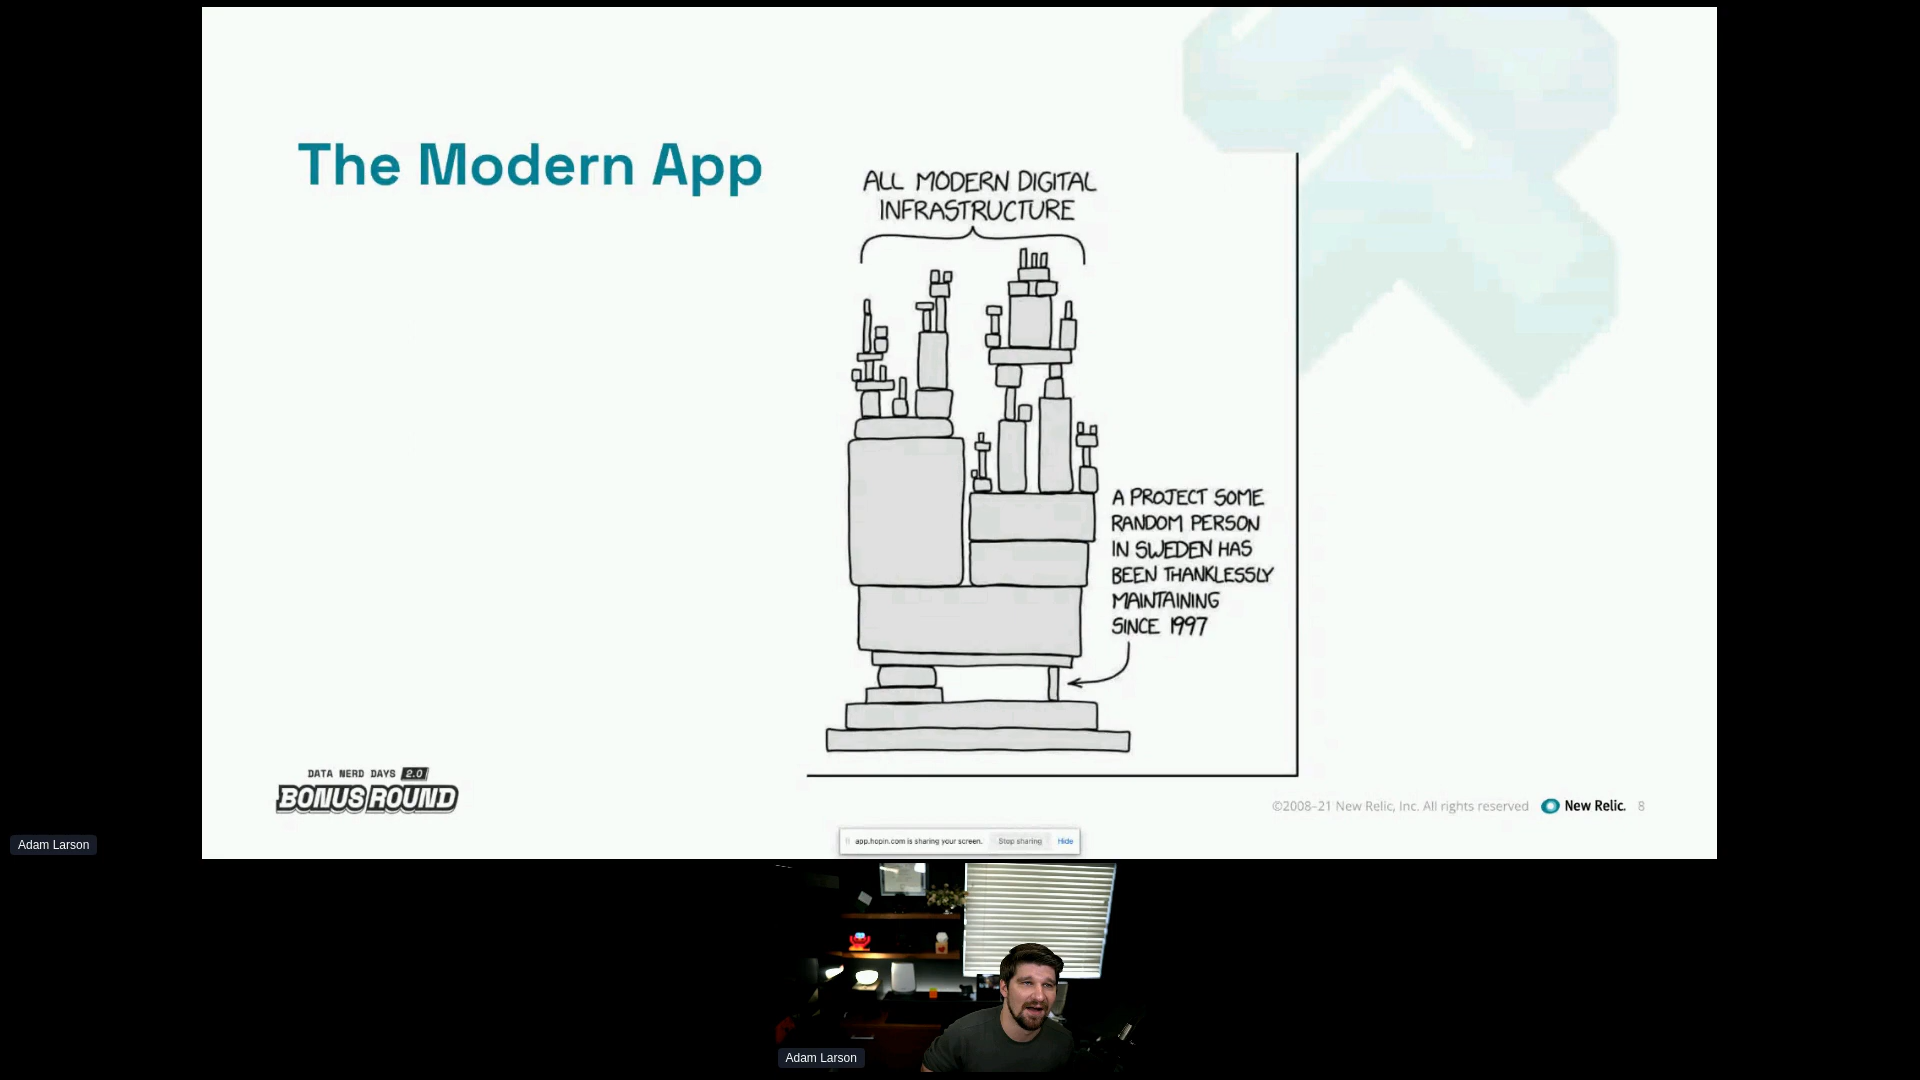 The Modern App
ALL MODERN DIGITAL
INFRASTRUCTURE
A PROJECT SOME
RANDOM PERSON
IN SWEDEN HAS
BEEN THANKLESSLY
MAINTAINING
SINCE 1997
DATA NERD DAYS 2.0
BONUS ROUND
©2008–21 New Relic, Inc. All rights reserved New Relic. 8
app.hopin.com is sharing your screen. Stop sharing Hide
Adam Larson
Adam Larson